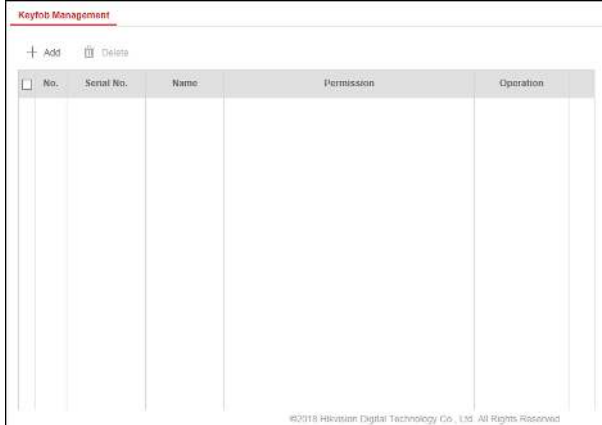 Keyfob Management
Add Delete
No. Serial No. Name Permission Operation
©2018 Hikvision Digital Technology Co., Ltd. All Rights Reserved.